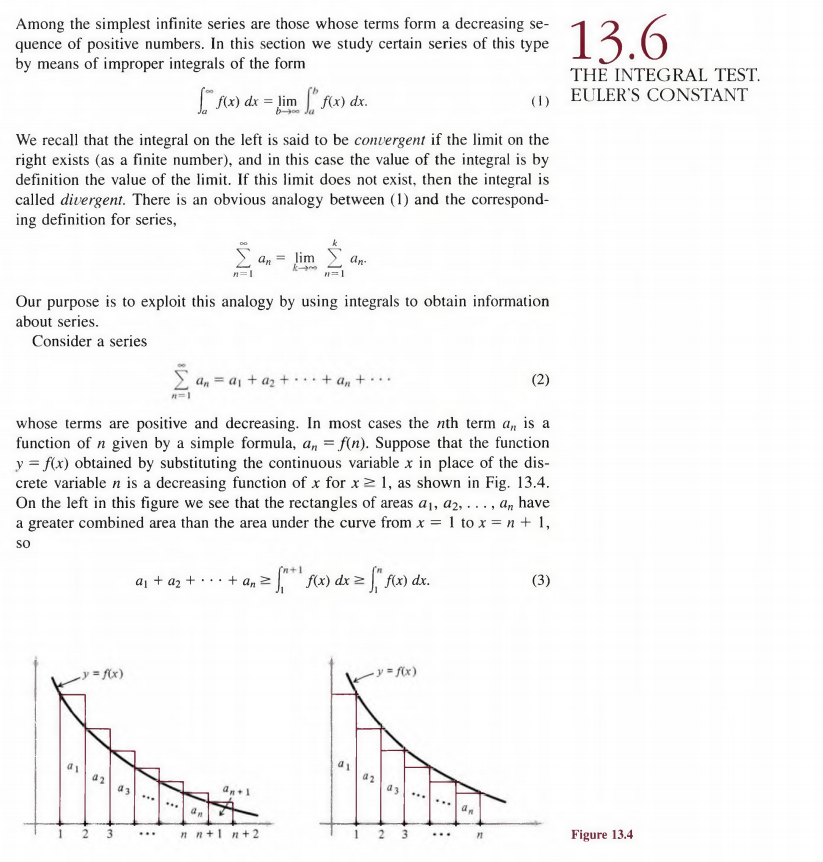 13.6
THE INTEGRAL TEST.
EULER'S CONSTANT
Among the simplest infinite series are those whose terms form a decreasing se-
quence of positive numbers. In this section we study certain series of this type
by means of improper integrals of the form
∫_a^∞ f(x) dx = lim_{b→∞} ∫_a^b f(x) dx. (1)
We recall that the integral on the left is said to be convergent if the limit on the
right exists (as a finite number), and in this case the value of the integral is by
definition the value of the limit. If this limit does not exist, then the integral is
called divergent. There is an obvious analogy between (1) and the correspond-
ing definition for series,
∑_{n=1}^∞ a_n = lim_{k→∞} ∑_{n=1}^k a_n.
Our purpose is to exploit this analogy by using integrals to obtain information
about series.
Consider a series
∑_{n=1}^∞ a_n = a_1 + a_2 + · · · + a_n + · · · (2)
whose terms are positive and decreasing. In most cases the nth term a_n is a
function of n given by a simple formula, a_n = f(n). Suppose that the function
y = f(x) obtained by substituting the continuous variable x in place of the dis-
crete variable n is a decreasing function of x for x ≥ 1, as shown in Fig. 13.4.
On the left in this figure we see that the rectangles of areas a_1, a_2, . . . , a_n have
a greater combined area than the area under the curve from x = 1 to x = n + 1,
so
a_1 + a_2 + · · · + a_n ≥ ∫_1^{n+1} f(x) dx ≥ ∫_1^n f(x) dx. (3)
y = f(x)
a_1
a_2
a_3
··· ···
a_n
a_{n+1}
1 2 3 ··· n n+1 n+2
y = f(x)
a_1
a_2
a_3
··· ···
a_n
1 2 3 ··· n
Figure 13.4